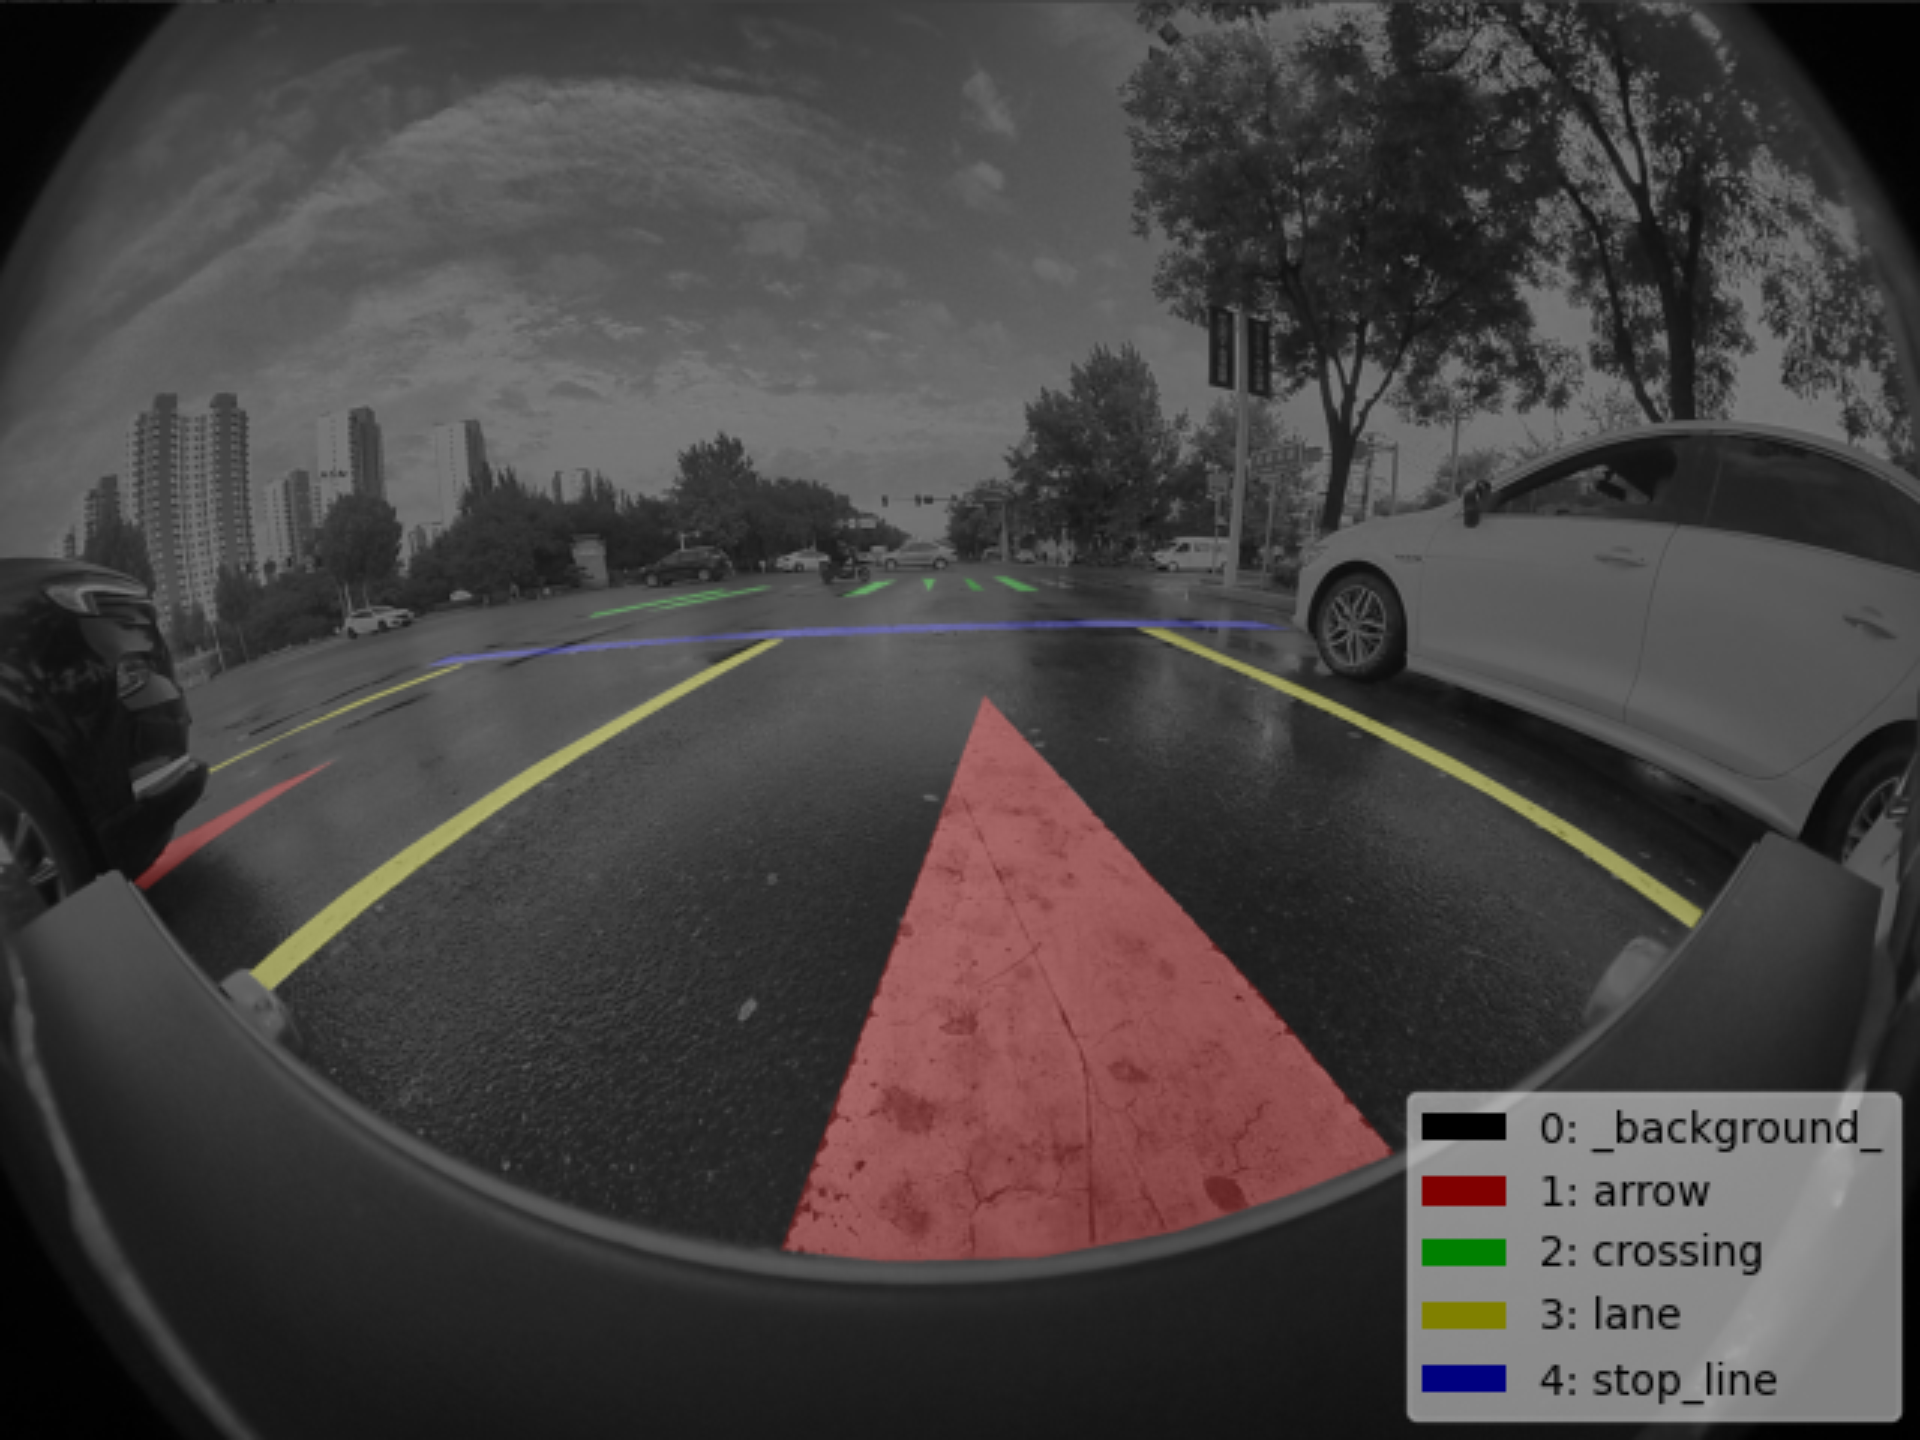 0: _background_
1: arrow
2: crossing
3: lane
4: stop_line